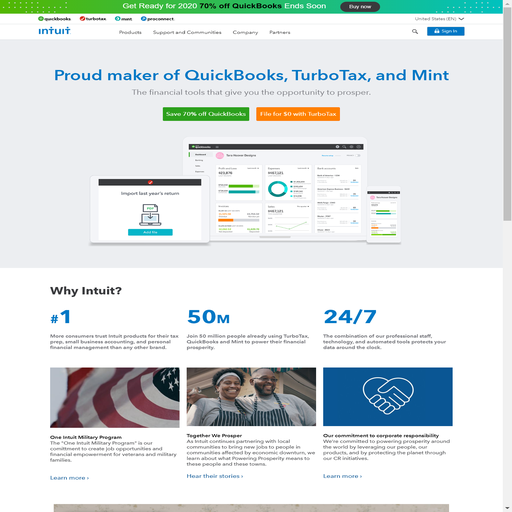 Get Ready for 2020 70% off QuickBooks Ends Soon Buy now
quickbooks turbotax mint proconnect United States (EN)
intuit Products Support and Communities Company Partners Sign In
Proud maker of QuickBooks, TurboTax, and Mint
The financial tools that give you the opportunity to prosper.
Save 70% off QuickBooks File for $0 with TurboTax
Import last year's return
Why Intuit?
#1
More consumers trust Intuit products for their tax
prep, small business accounting, and personal
financial management than any other brand.
50M
Join 50 million people already using TurboTax,
QuickBooks and Mint to power their financial
prosperity.
24/7
The combination of our professional staff,
technology, and automated tools protects your
data around the clock.
One Intuit Military Program
The "One Intuit Military Program" is our
commitment to create job opportunities and
financial empowerment for veterans and military
families.
Learn more ›
Together We Prosper
As Intuit continues partnering with local
communities to bring new jobs to people in
communities affected by economic downturn, we
learn about what Powering Prosperity means to
these people and these towns.
Hear their stories ›
Our commitment to corporate responsibility
We're committed to powering prosperity around
the world by leveraging our people, our
products, and by protecting the planet through
our CR initiatives.
Learn more ›